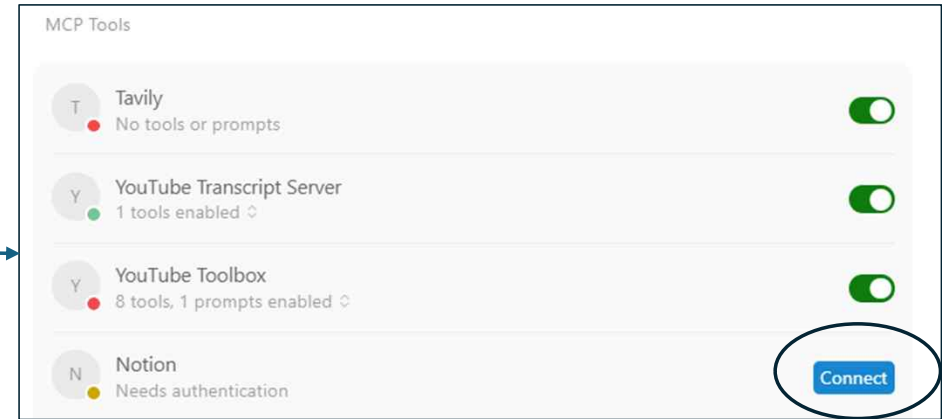 MCP Tools
T
Tavily
No tools or prompts
Y
YouTube Transcript Server
1 tools enabled
Y
YouTube Toolbox
8 tools, 1 prompts enabled
N
Notion
Needs authentication
Connect